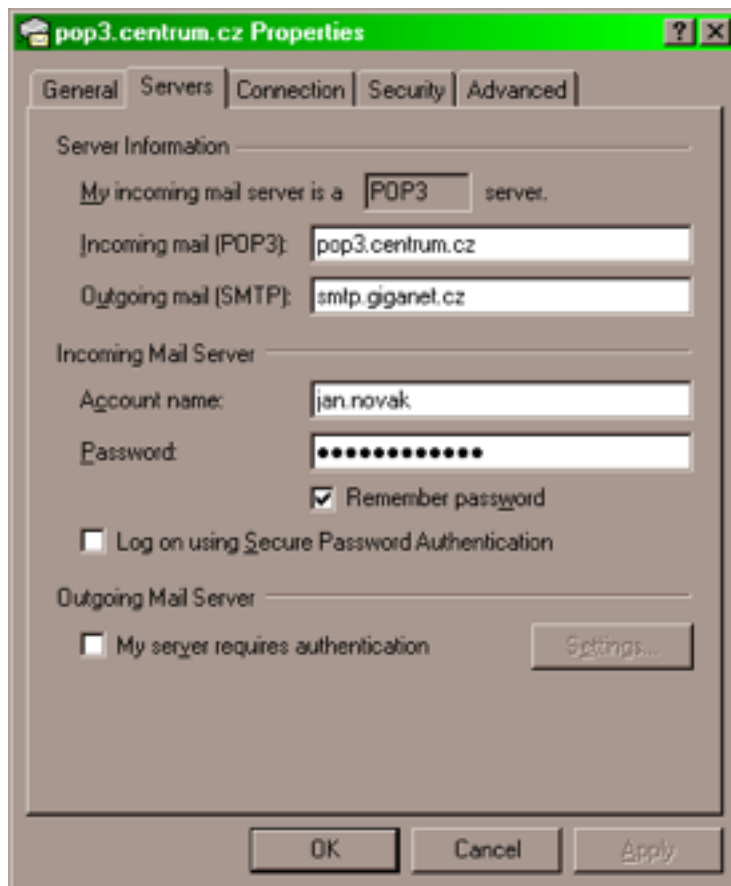 pop3.centrum.cz Properties
General Servers Connection Security Advanced
Server Information
My incoming mail server is a POP3 server.
Incoming mail (POP3): pop3.centrum.cz
Outgoing mail (SMTP): smtp.giganet.cz
Incoming Mail Server
Account name: jan.novak
Password: ●●●●●●●●●●●●
Remember password
Log on using Secure Password Authentication
Outgoing Mail Server
My server requires authentication Settings...
OK Cancel Apply